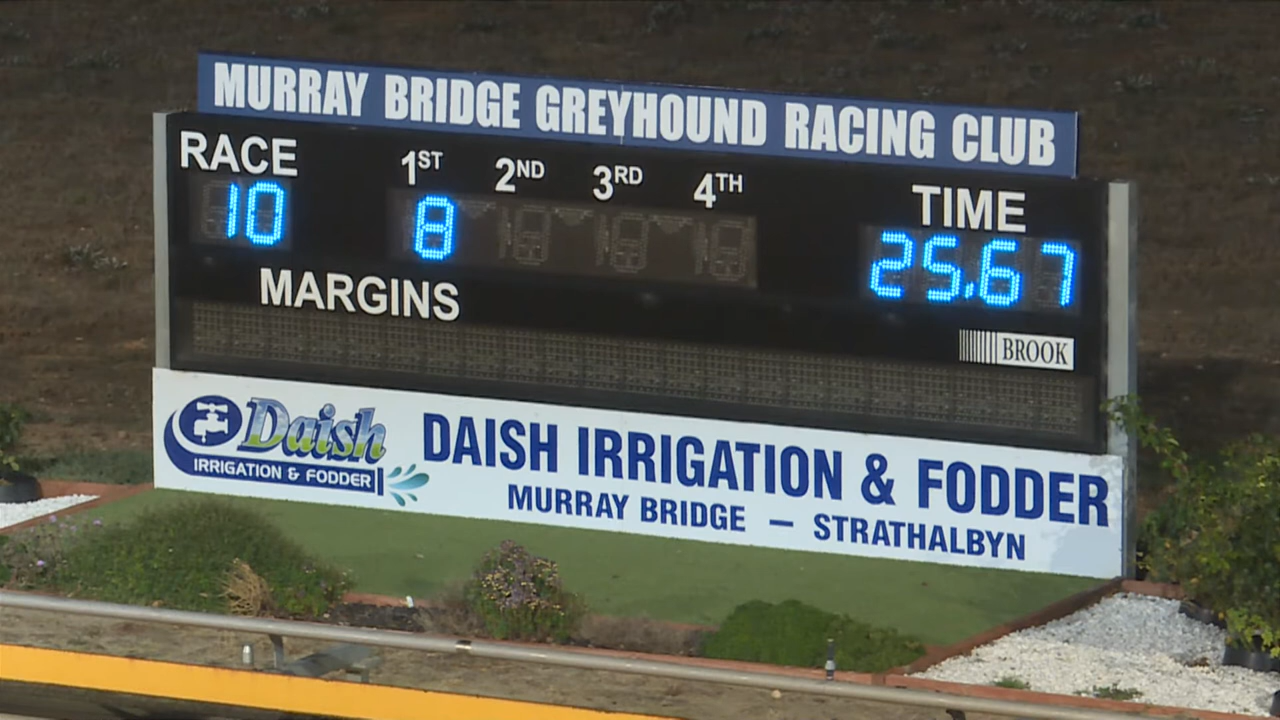 MURRAY BRIDGE GREYHOUND RACING CLUB
RACE 1ST 2ND 3RD 4TH TIME
10 8 25.67
MARGINS
BROOK
Daish
IRRIGATION & FODDER
DAISH IRRIGATION & FODDER
MURRAY BRIDGE – STRATHALBYN